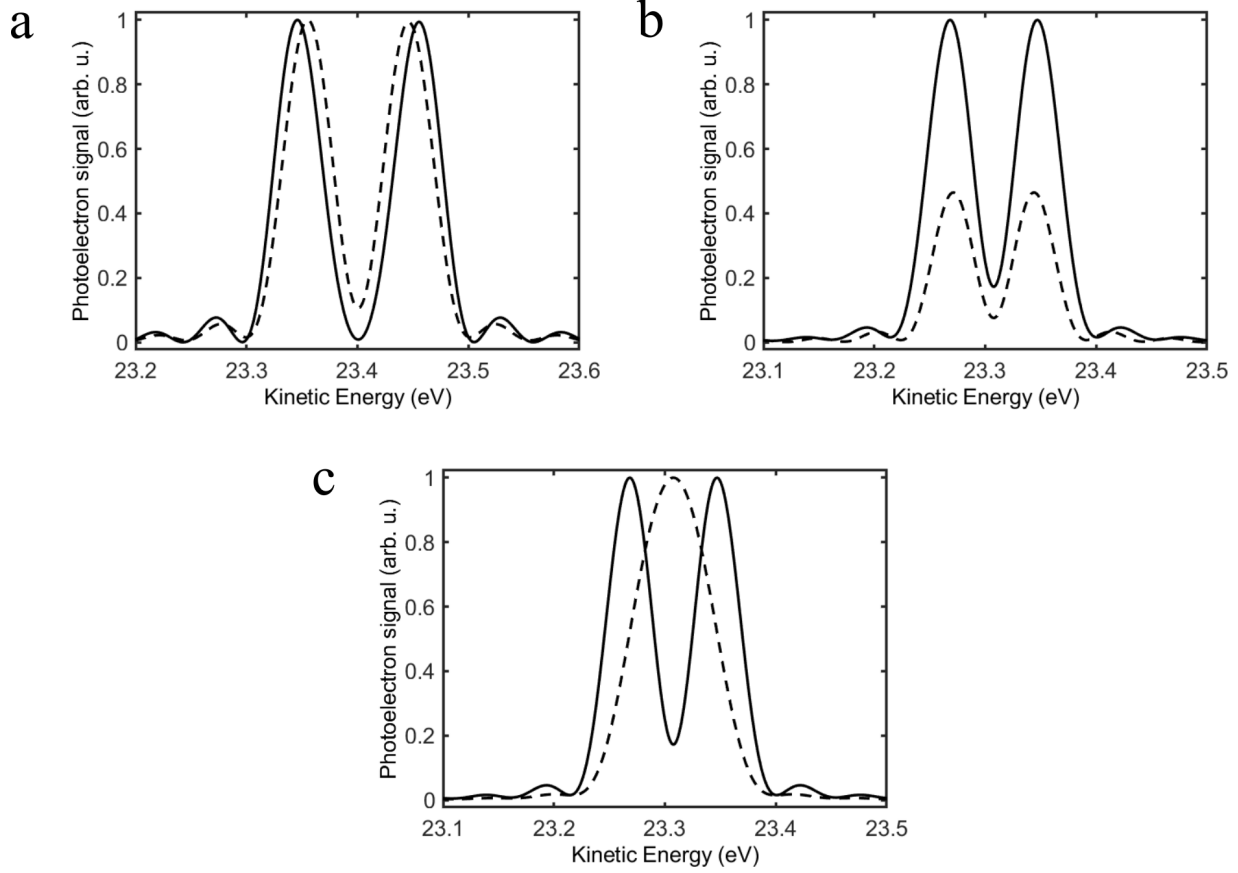 a
Photoelectron signal (arb. u.)
1
0.8
0.6
0.4
0.2
0
23.2 23.3 23.4 23.5 23.6
Kinetic Energy (eV)
b
Photoelectron signal (arb. u.)
1
0.8
0.6
0.4
0.2
0
23.1 23.2 23.3 23.4 23.5
Kinetic Energy (eV)
c
Photoelectron signal (arb. u.)
1
0.8
0.6
0.4
0.2
0
23.1 23.2 23.3 23.4 23.5
Kinetic Energy (eV)